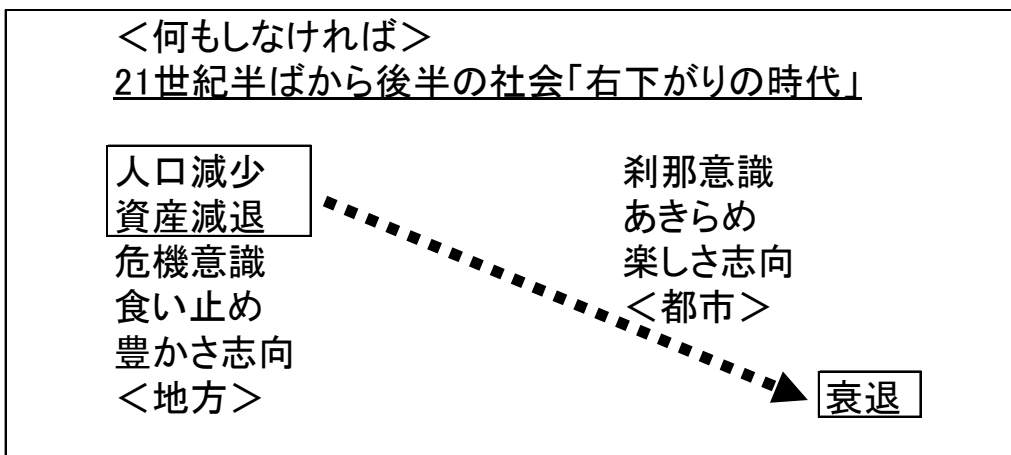 ＜何もしなければ＞
21世紀半ばから後半の社会「右下がりの時代」
人口減少
資産減退
危機意識
食い止め
豊かさ志向
＜地方＞
刹那意識
あきらめ
楽しさ志向
＜都市＞
衰退